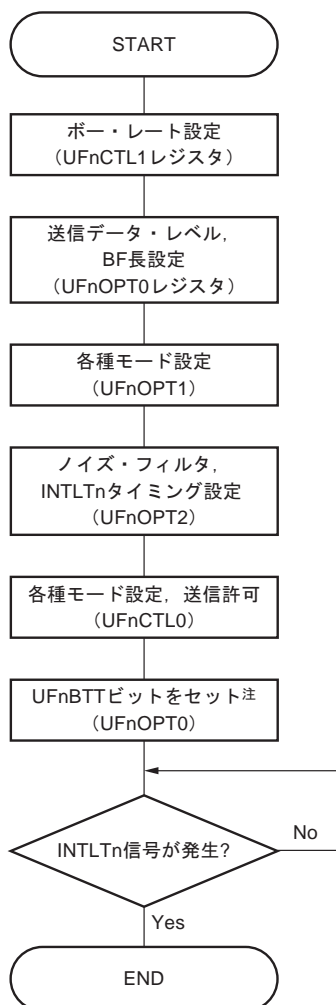 START
ボー・レート設定
（UFnCTL1レジスタ）
送信データ・レベル，
BF長設定
（UFnOPT0レジスタ）
各種モード設定
（UFnOPT1）
ノイズ・フィルタ，
INTLTnタイミング設定
（UFnOPT2）
各種モード設定，送信許可
（UFnCTL0）
UFnBTTビットをセット注
（UFnOPT0）
INTLTn信号が発生?
No
Yes
END